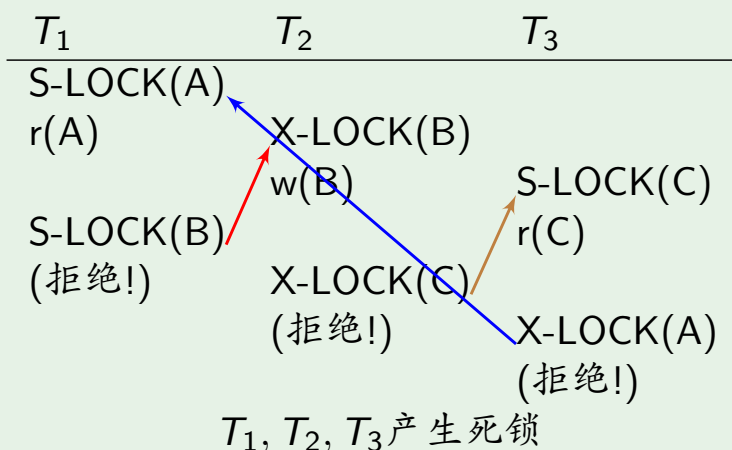 T1 T2 T3
S-LOCK(A)
r(A) X-LOCK(B)
w(B) S-LOCK(C)
S-LOCK(B) r(C)
(拒绝!) X-LOCK(C)
(拒绝!) X-LOCK(A)
(拒绝!)
T1, T2, T3产生死锁